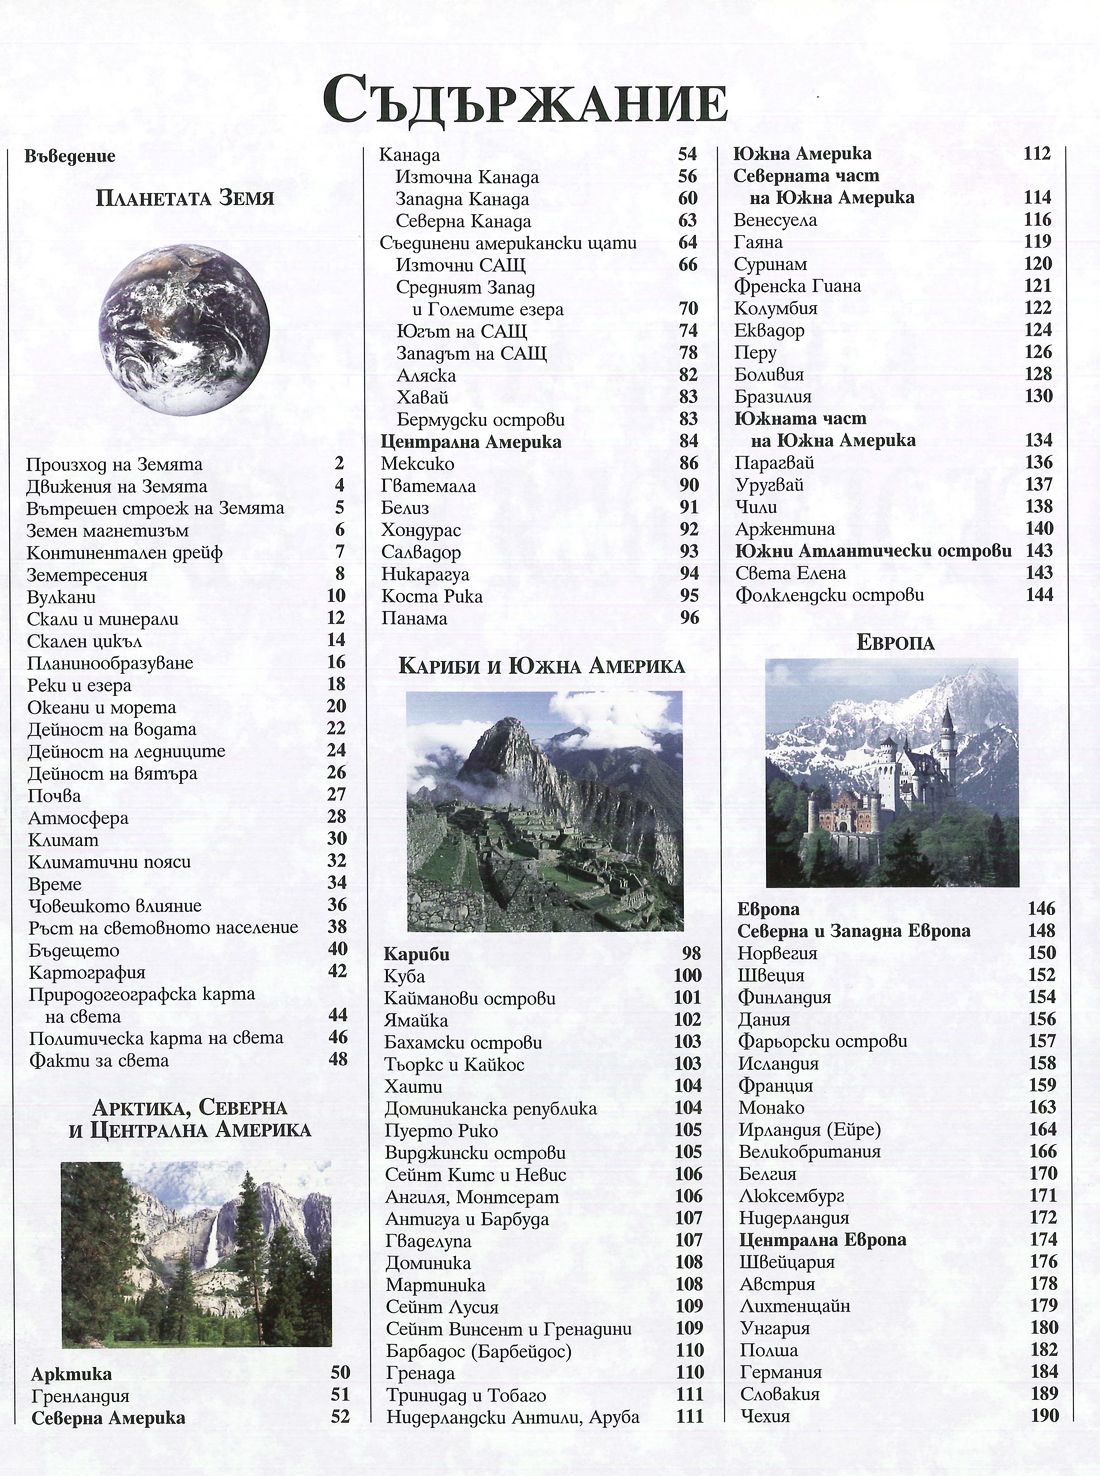 СЪДЪРЖАНИЕ
Въведение
ПЛАНЕТАТА ЗЕМЯ
Произход на Земята 2
Движения на Земята 4
Вътрешен строеж на Земята 5
Земен магнетизъм 6
Континентален дрейф 7
Земетресения 8
Вулкани 10
Скали и минерали 12
Скален цикъл 14
Планинообразуване 16
Реки и езера 18
Океани и морета 20
Дейност на водата 22
Дейност на ледниците 24
Дейност на вятъра 26
Почва 27
Атмосфера 28
Климат 30
Климатични пояси 32
Време 34
Човешкото влияние 36
Ръст на световното население 38
Бъдещето 40
Картография 42
Природогеографска карта
на света 44
Политическа карта на света 46
Факти за света 48
АРКТИКА, СЕВЕРНА
И ЦЕНТРАЛНА АМЕРИКА
Арктика 50
Гренландия 51
Северна Америка 52
Канада 54
Източна Канада 56
Западна Канада 60
Северна Канада 63
Съединени американски щати 64
Източни САЩ 66
Средният Запад
и Големите езера 70
Югът на САЩ 74
Западът на САЩ 78
Аляска 82
Хавай 83
Бермудски острови 83
Централна Америка 84
Мексико 86
Гватемала 90
Белиз 91
Хондурас 92
Салвадор 93
Никарагуа 94
Коста Рика 95
Панама 96
КАРИБИ И ЮЖНА АМЕРИКА
Кариби 98
Куба 100
Кайманови острови 101
Ямайка 102
Бахамски острови 103
Тьоркс и Кайкос 103
Хаити 104
Доминиканска република 104
Пуерто Рико 105
Вирджински острови 105
Сейнт Китс и Невис 106
Ангиля, Монтсерат 106
Антигуа и Барбуда 107
Гваделупа 107
Доминика 108
Мартиника 108
Сейнт Лусия 109
Сейнт Винсент и Гренадини 109
Барбадос (Барбейдос) 110
Гренада 110
Тринидад и Тобаго 111
Нидерландски Антили, Аруба 111
Южна Америка 112
Северната част
на Южна Америка 114
Венесуела 116
Гаяна 119
Суринам 120
Френска Гиана 121
Колумбия 122
Еквадор 124
Перу 126
Боливия 128
Бразилия 130
Южната част
на Южна Америка 134
Парагвай 136
Уругвай 137
Чили 138
Аржентина 140
Южни Атлантически острови 143
Света Елена 143
Фолклендски острови 144
ЕВРОПА
Европа 146
Северна и Западна Европа 148
Норвегия 150
Швеция 152
Финландия 154
Дания 156
Фарьорски острови 157
Исландия 158
Франция 159
Монако 163
Ирландия (Ейре) 164
Великобритания 166
Белгия 170
Люксембург 171
Нидерландия 172
Централна Европа 174
Швейцария 176
Австрия 178
Лихтенщайн 179
Унгария 180
Полша 182
Германия 184
Словакия 189
Чехия 190